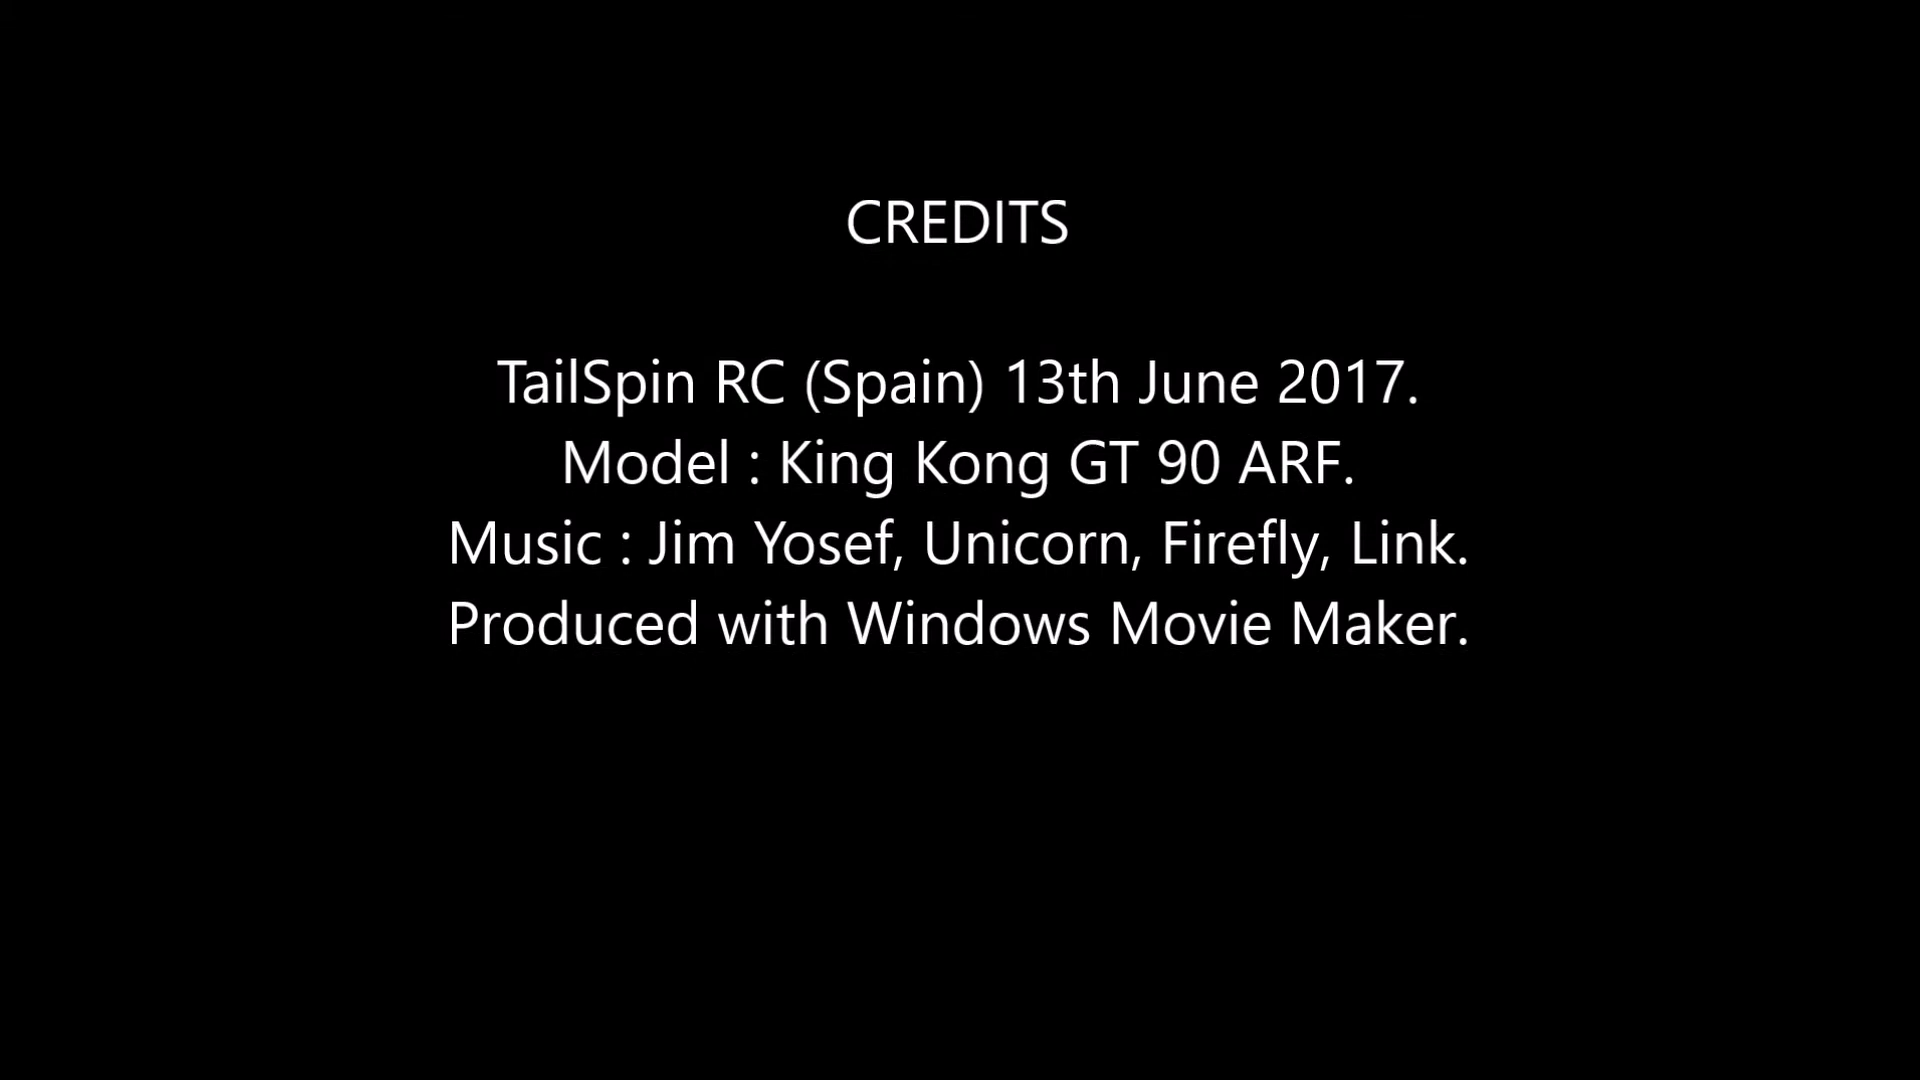 CREDITS
TailSpin RC (Spain) 13th June 2017.
Model : King Kong GT 90 ARF.
Music : Jim Yosef, Unicorn, Firefly, Link.
Produced with Windows Movie Maker.